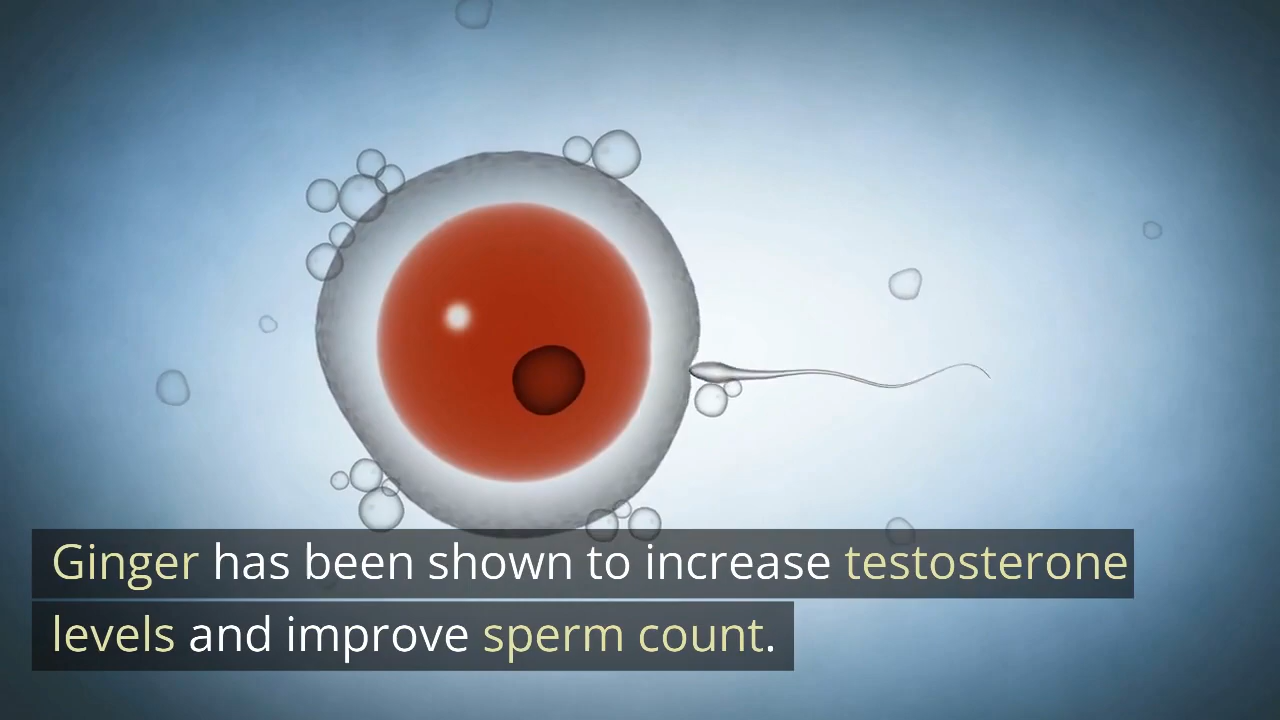 Ginger has been shown to increase testosterone
levels and improve sperm count.